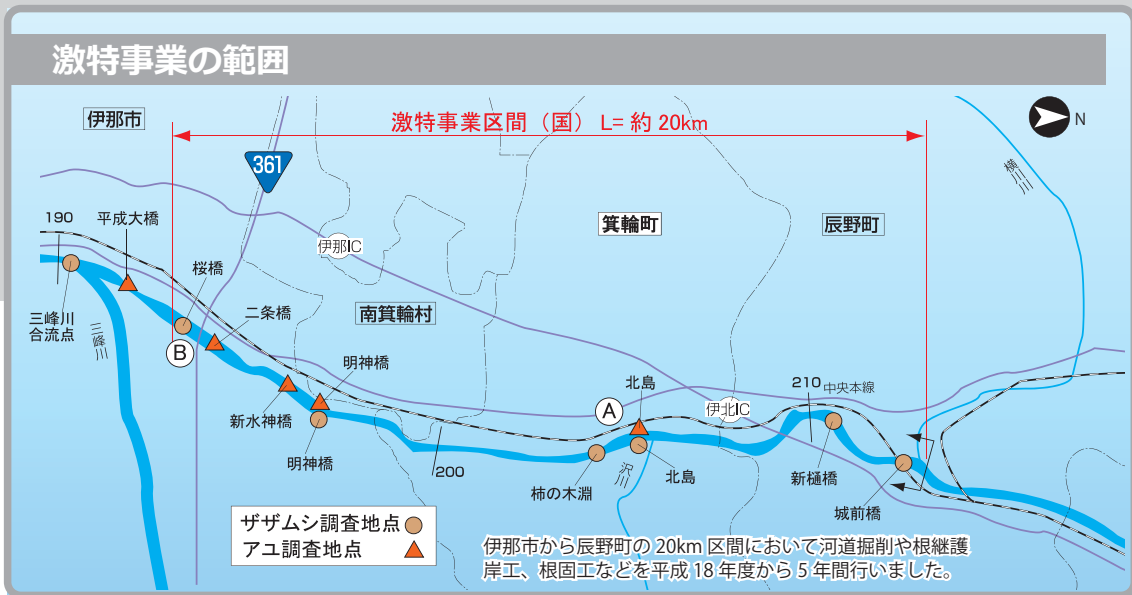 激特事業の範囲
伊那市
激特事業区間（国）L= 約 20km
N
361
横川川
190
平成大橋
箕輪町
辰野町
伊那IC
桜橋
二条橋
南箕輪村
三峰川
合流点
三峰川
B
明神橋
北島
210
中央本線
A
伊北IC
新水神橋
明神橋
200
柿の木淵
沢川
北島
新樋橋
城前橋
ザザムシ調査地点
アユ調査地点
伊那市から辰野町の 20km 区間において河道掘削や根継護
岸工、根固工などを平成 18 年度から 5 年間行いました。